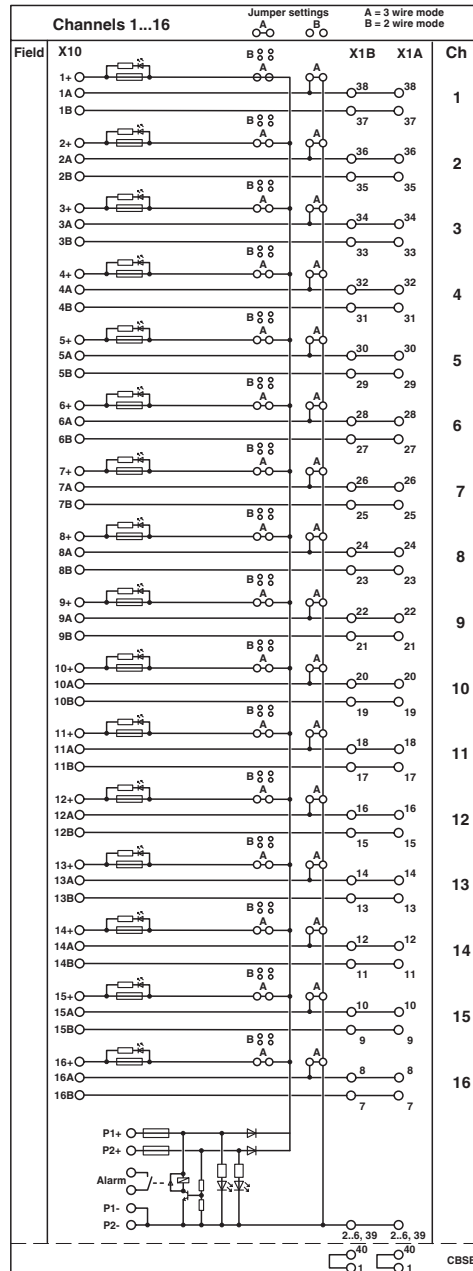 Channels 1...16 Jumper settings A = 3 wire mode
A B B = 2 wire mode
Field X10 B A A X1B X1A Ch
1+
1A 38 38 1
1B 37 37
B A A
2+
2A 36 36 2
2B 35 35
B A A
3+
3A 34 34 3
3B 33 33
B A A
4+
4A 32 32 4
4B 31 31
B A A
5+
5A 30 30 5
5B 29 29
B A A
6+
6A 28 28 6
6B 27 27
B A A
7+
7A 26 26 7
7B 25 25
B A A
8+
8A 24 24 8
8B 23 23
B A A
9+
9A 22 22 9
9B 21 21
B A A
10+
10A 20 20 10
10B 19 19
B A A
11+
11A 18 18 11
11B 17 17
B A A
12+
12A 16 16 12
12B 15 15
B A A
13+
13A 14 14 13
13B 13 13
B A A
14+
14A 12 12 14
14B 11 11
B A A
15+
15A 10 10 15
15B 9 9
B A A
16+
16A 8 8 16
16B 7 7
P1+
P2+
Alarm
P1-
P2-
2..6, 39 2..6, 39
40 40 CBSE
1 1